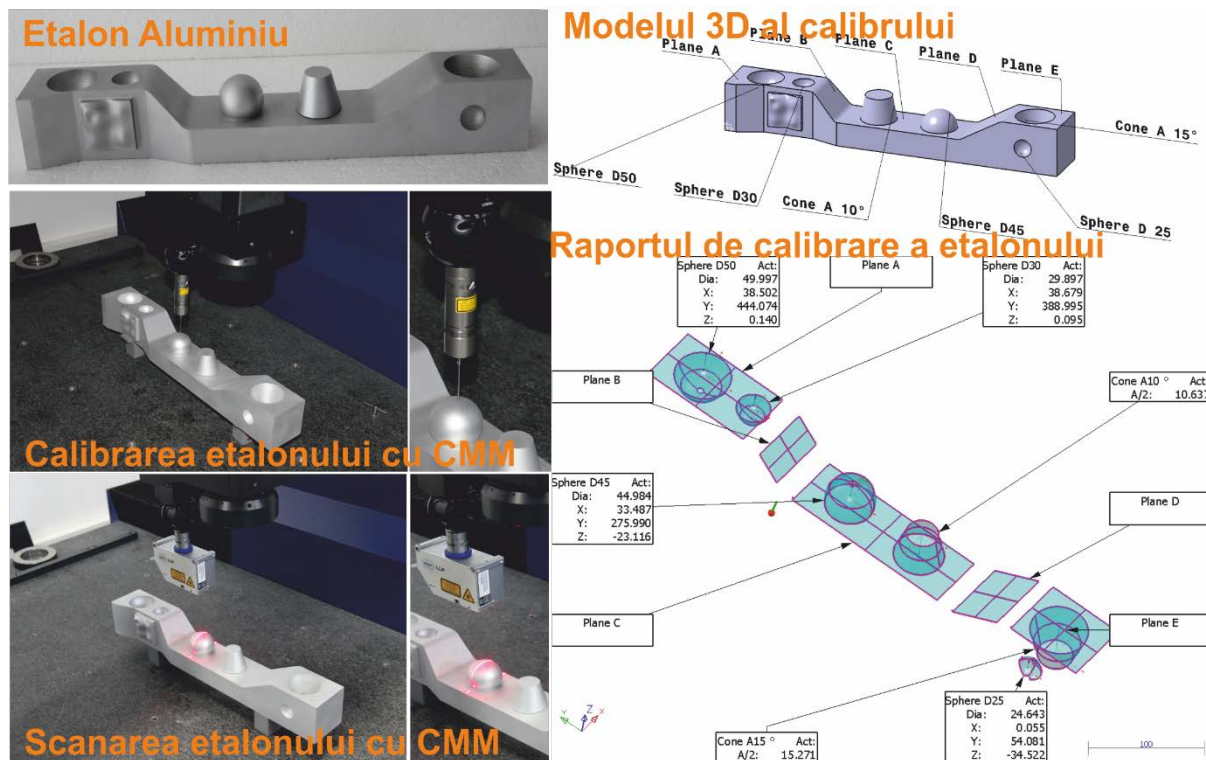 Etalon Aluminiu
Modelul 3D al calibrului
Plane A
Plane B
Plane C
Plane D
Plane E
Sphere D50
Sphere D30
Cone A 10°
Sphere D45
Sphere D 25
Cone A 15°
Calibrarea etalonului cu CMM
Scanarea etalonului cu CMM
Raportul de calibrare a etalonului
Sphere D50 Act:
Dia: 49.997
X: 38.502
Y: 444.074
Z: 0.140
Plane A
Sphere D30 Act:
Dia: 29.897
X: 38.679
Y: 388.995
Z: 0.095
Plane B
Cone A10 ° Act:
A/2: 10.637
Sphere D45 Act:
Dia: 44.984
X: 33.487
Y: 275.990
Z: -23.116
Plane D
Plane C
Plane E
Sphere D25 Act:
Dia: 24.643
X: 0.055
Y: 54.081
Z: -34.522
Cone A15 ° Act:
A/2: 15.271
Y Z X
100